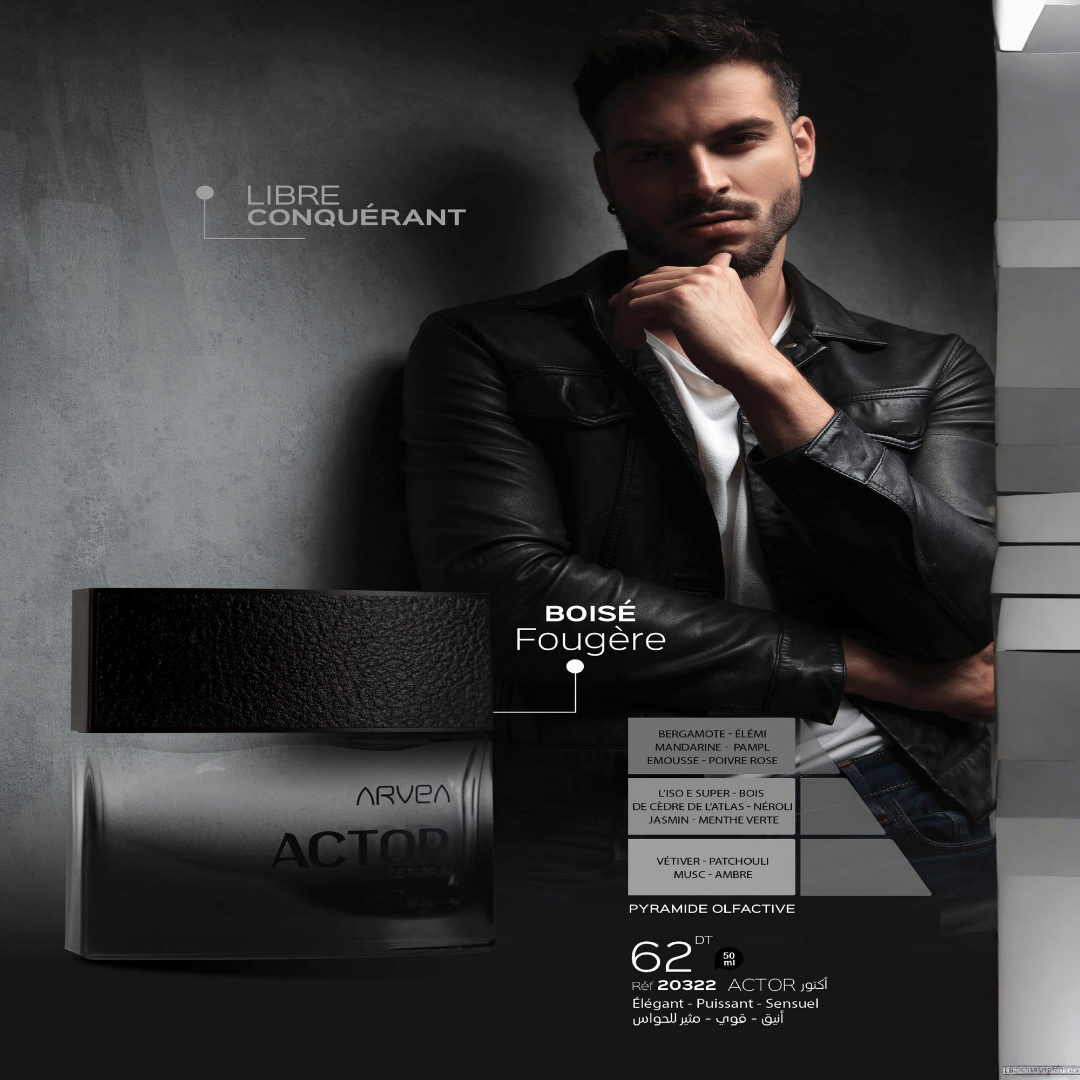 LIBRE
CONQUÉRANT
BOISÉ
Fougère
ARVEA
ACTOR
BERGAMOTE - ÉLÉMI
MANDARINE - PAMPL
EMOUSSE - POIVRE ROSE
L'ISO E SUPER - BOIS
DE CÈDRE DE L'ATLAS - NÉROLI
JASMIN - MENTHE VERTE
VÉTIVER - PATCHOULI
MUSC - AMBRE
PYRAMIDE OLFACTIVE
62 DT 50 ml
Réf 20322 ACTOR أكتور
Élégant - Puissant - Sensuel
أنيق - قوي - مثير للحواس